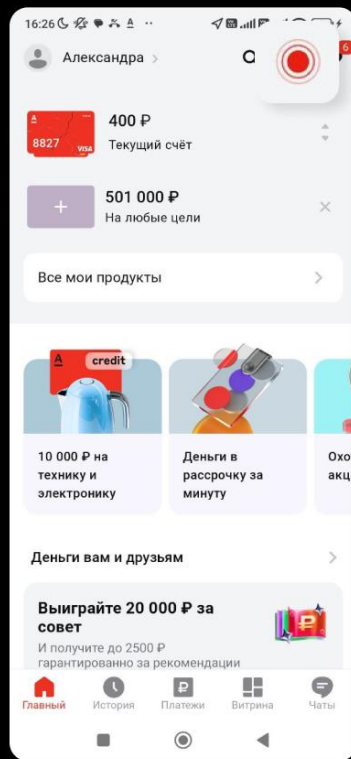 16:26
Александра
6
400 ₽
Текущий счёт
8827
VISA
501 000 ₽
На любые цели
Все мои продукты
credit
10 000 ₽ на
технику и
электронику
Деньги в
рассрочку за
минуту
Охо
акц
Деньги вам и друзьям
Выиграйте 20 000 ₽ за
совет
И получите до 2500 ₽
гарантированно за рекомендации
Главный
История
Платежи
Витрина
Чаты